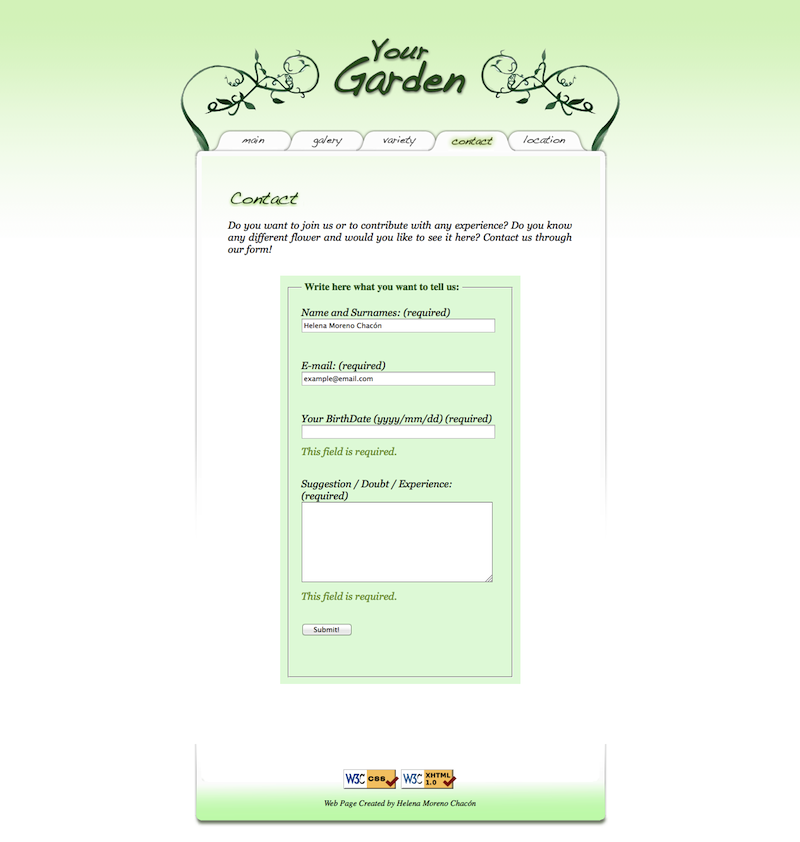 Your
Garden
main galery variety contact location
Contact
Do you want to join us or to contribute with any experience? Do you know
any different flower and would you like to see it here? Contact us through
our form!
Write here what you want to tell us:
Name and Surnames: (required)
Helena Moreno Chacón
E-mail: (required)
example@email.com
Your BirthDate (yyyy/mm/dd) (required)
This field is required.
Suggestion / Doubt / Experience:
(required)
This field is required.
Submit!
W3C CSS W3C XHTML 1.0
Web Page Created by Helena Moreno Chacón